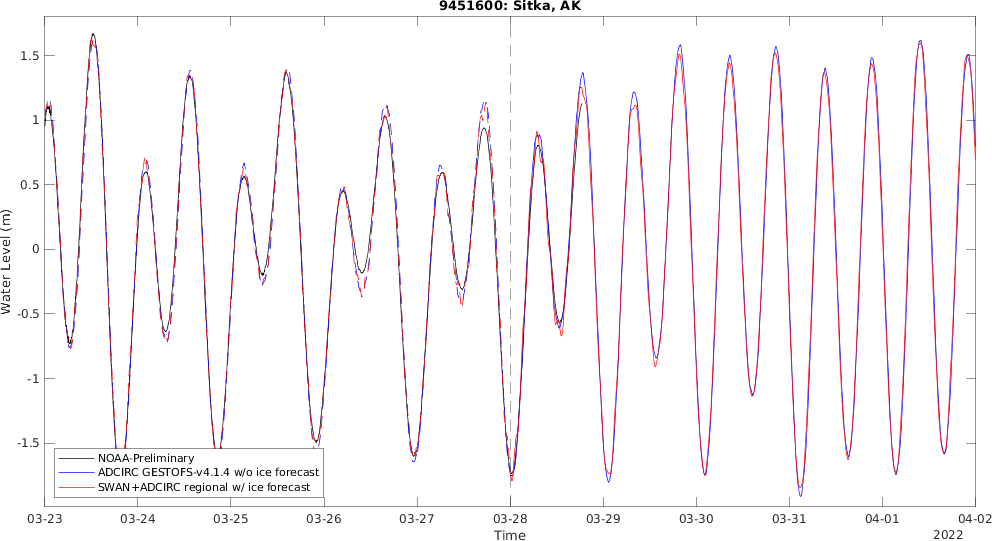 9451600: Sitka, AK
Water Level (m)
1.5
1
0.5
0
-0.5
-1
-1.5
NOAA-Preliminary
ADCIRC GESTOFS-v4.1.4 w/o ice forecast
SWAN+ADCIRC regional w/ ice forecast
03-23 03-24 03-25 03-26 03-27 03-28 03-29 03-30 03-31 04-01 04-02
Time
2022